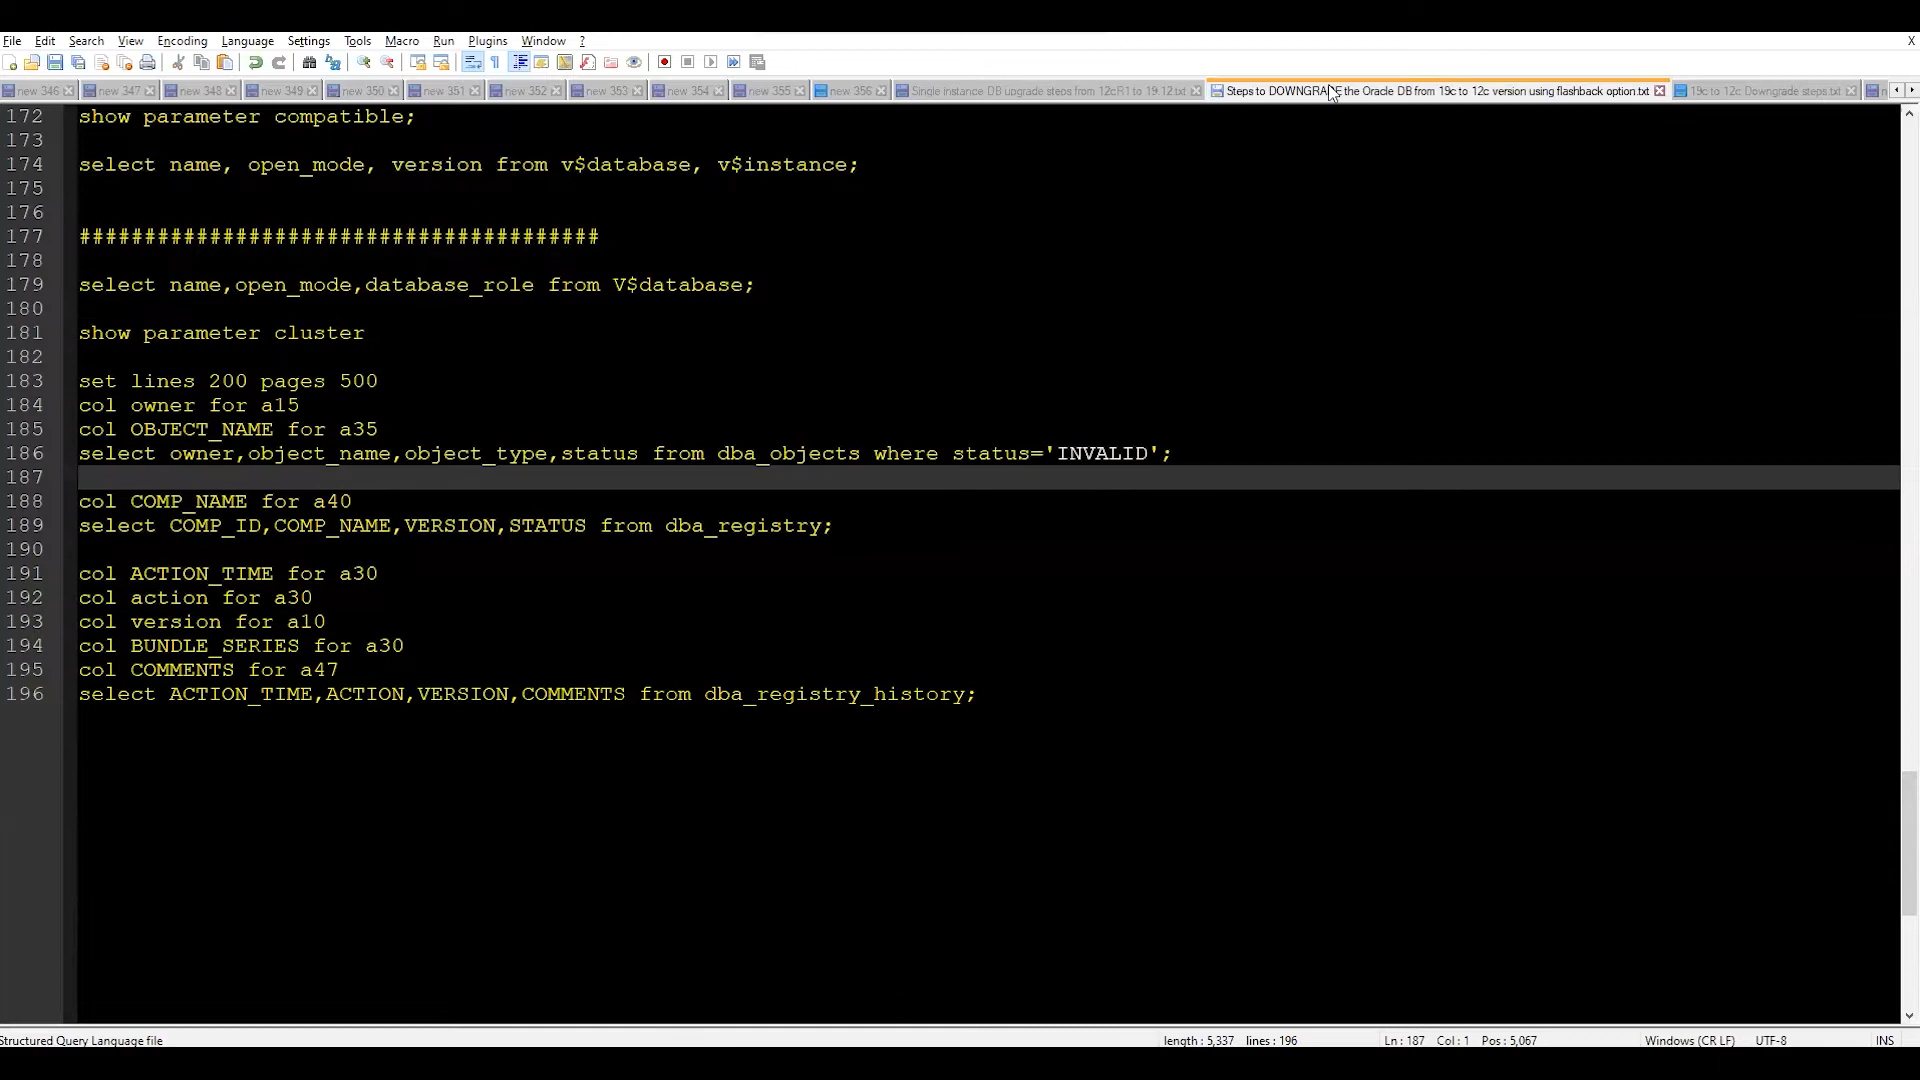 File Edit Search View Encoding Language Settings Tools Macro Run Plugins Window ? X
new 346 new 347 new 348 new 349 new 350 new 351 new 352 new 353 new 354 new 355 new 356 Single instance DB upgrade steps from 12cR1 to 19.12.txt Steps to DOWNGRADE the Oracle DB from 19c to 12c version using flashback option.txt 19c to 12c Downgrade steps.txt
172 show parameter compatible;
173
174 select name, open_mode, version from v$database, v$instance;
175
176
177 ########################################
178
179 select name,open_mode,database_role from V$database;
180
181 show parameter cluster
182
183 set lines 200 pages 500
184 col owner for a15
185 col OBJECT_NAME for a35
186 select owner,object_name,object_type,status from dba_objects where status='INVALID';
187
188 col COMP_NAME for a40
189 select COMP_ID,COMP_NAME,VERSION,STATUS from dba_registry;
190
191 col ACTION_TIME for a30
192 col action for a30
193 col version for a10
194 col BUNDLE_SERIES for a30
195 col COMMENTS for a47
196 select ACTION_TIME,ACTION,VERSION,COMMENTS from dba_registry_history;
Structured Query Language file length : 5,337 lines : 196 Ln : 187 Col : 1 Pos : 5,067 Windows (CR LF) UTF-8 INS